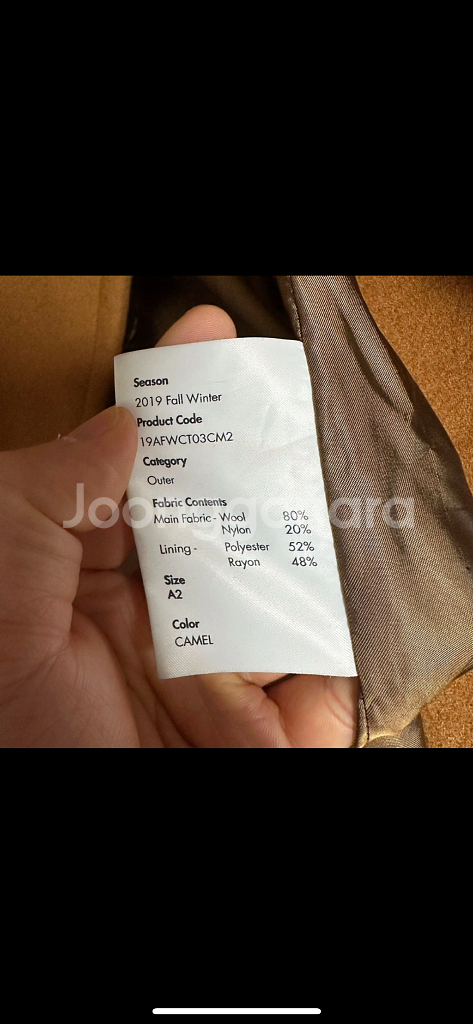 Season
2019 Fall Winter
Product Code
19AFWCT03CM2
Category
Outer
Fabric Contents
Main Fabric - Wool 80%
Nylon 20%
Joonggonara
Lining - Polyester 52%
Rayon 48%
Size
A2
Color
CAMEL